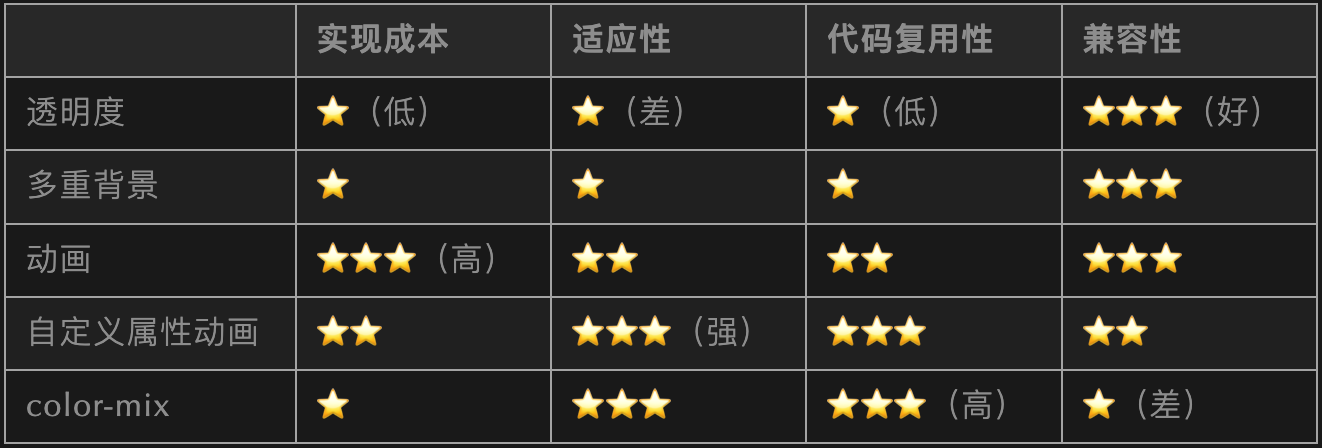 实现成本 适应性 代码复用性 兼容性
透明度 ⭐（低） ⭐（差） ⭐（低） ⭐⭐⭐（好）
多重背景 ⭐ ⭐ ⭐ ⭐⭐⭐
动画 ⭐⭐⭐（高） ⭐⭐ ⭐⭐ ⭐⭐⭐
自定义属性动画 ⭐⭐ ⭐⭐⭐（强） ⭐⭐⭐ ⭐⭐
color-mix ⭐ ⭐⭐⭐ ⭐⭐⭐（高） ⭐（差）